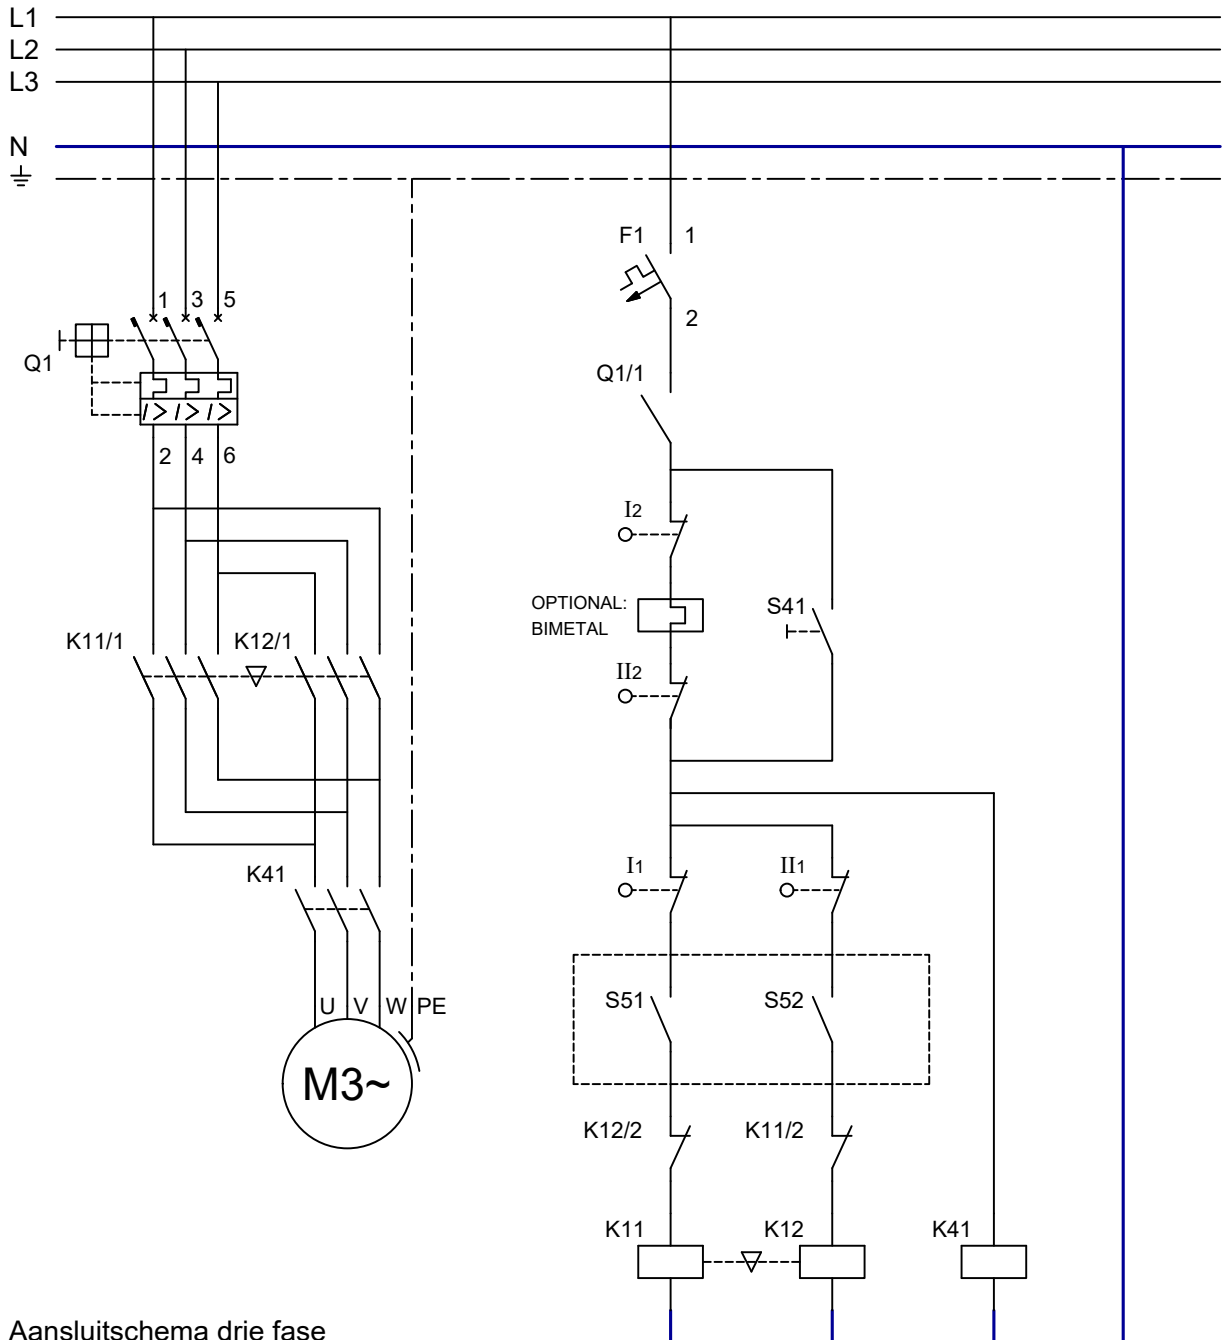 L1
L2
L3
N
F1 1
1 3 5
2
Q1
Q1/1
I> I> I>
2 4 6
I2
OPTIONAL:
BIMETAL
S41
K11/1 K12/1
II2
K41
I1 II1
U V W PE
S51 S52
M3~
K12/2 K11/2
K11 K12 K41
Aansluitschema drie fase